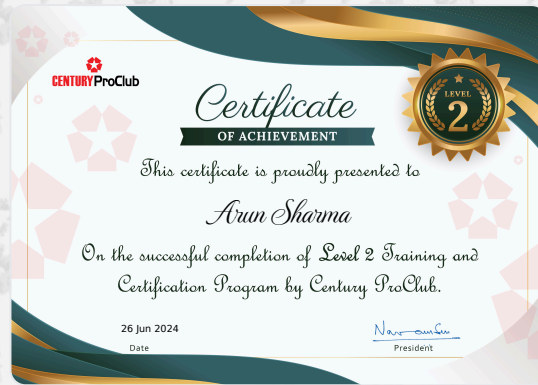 CENTURY ProClub
Certificate
OF ACHIEVEMENT
LEVEL
2
This certificate is proudly presented to
Arun Sharma
On the successful completion of Level 2 Training and
Certification Program by Century ProClub.
26 Jun 2024
Date
President